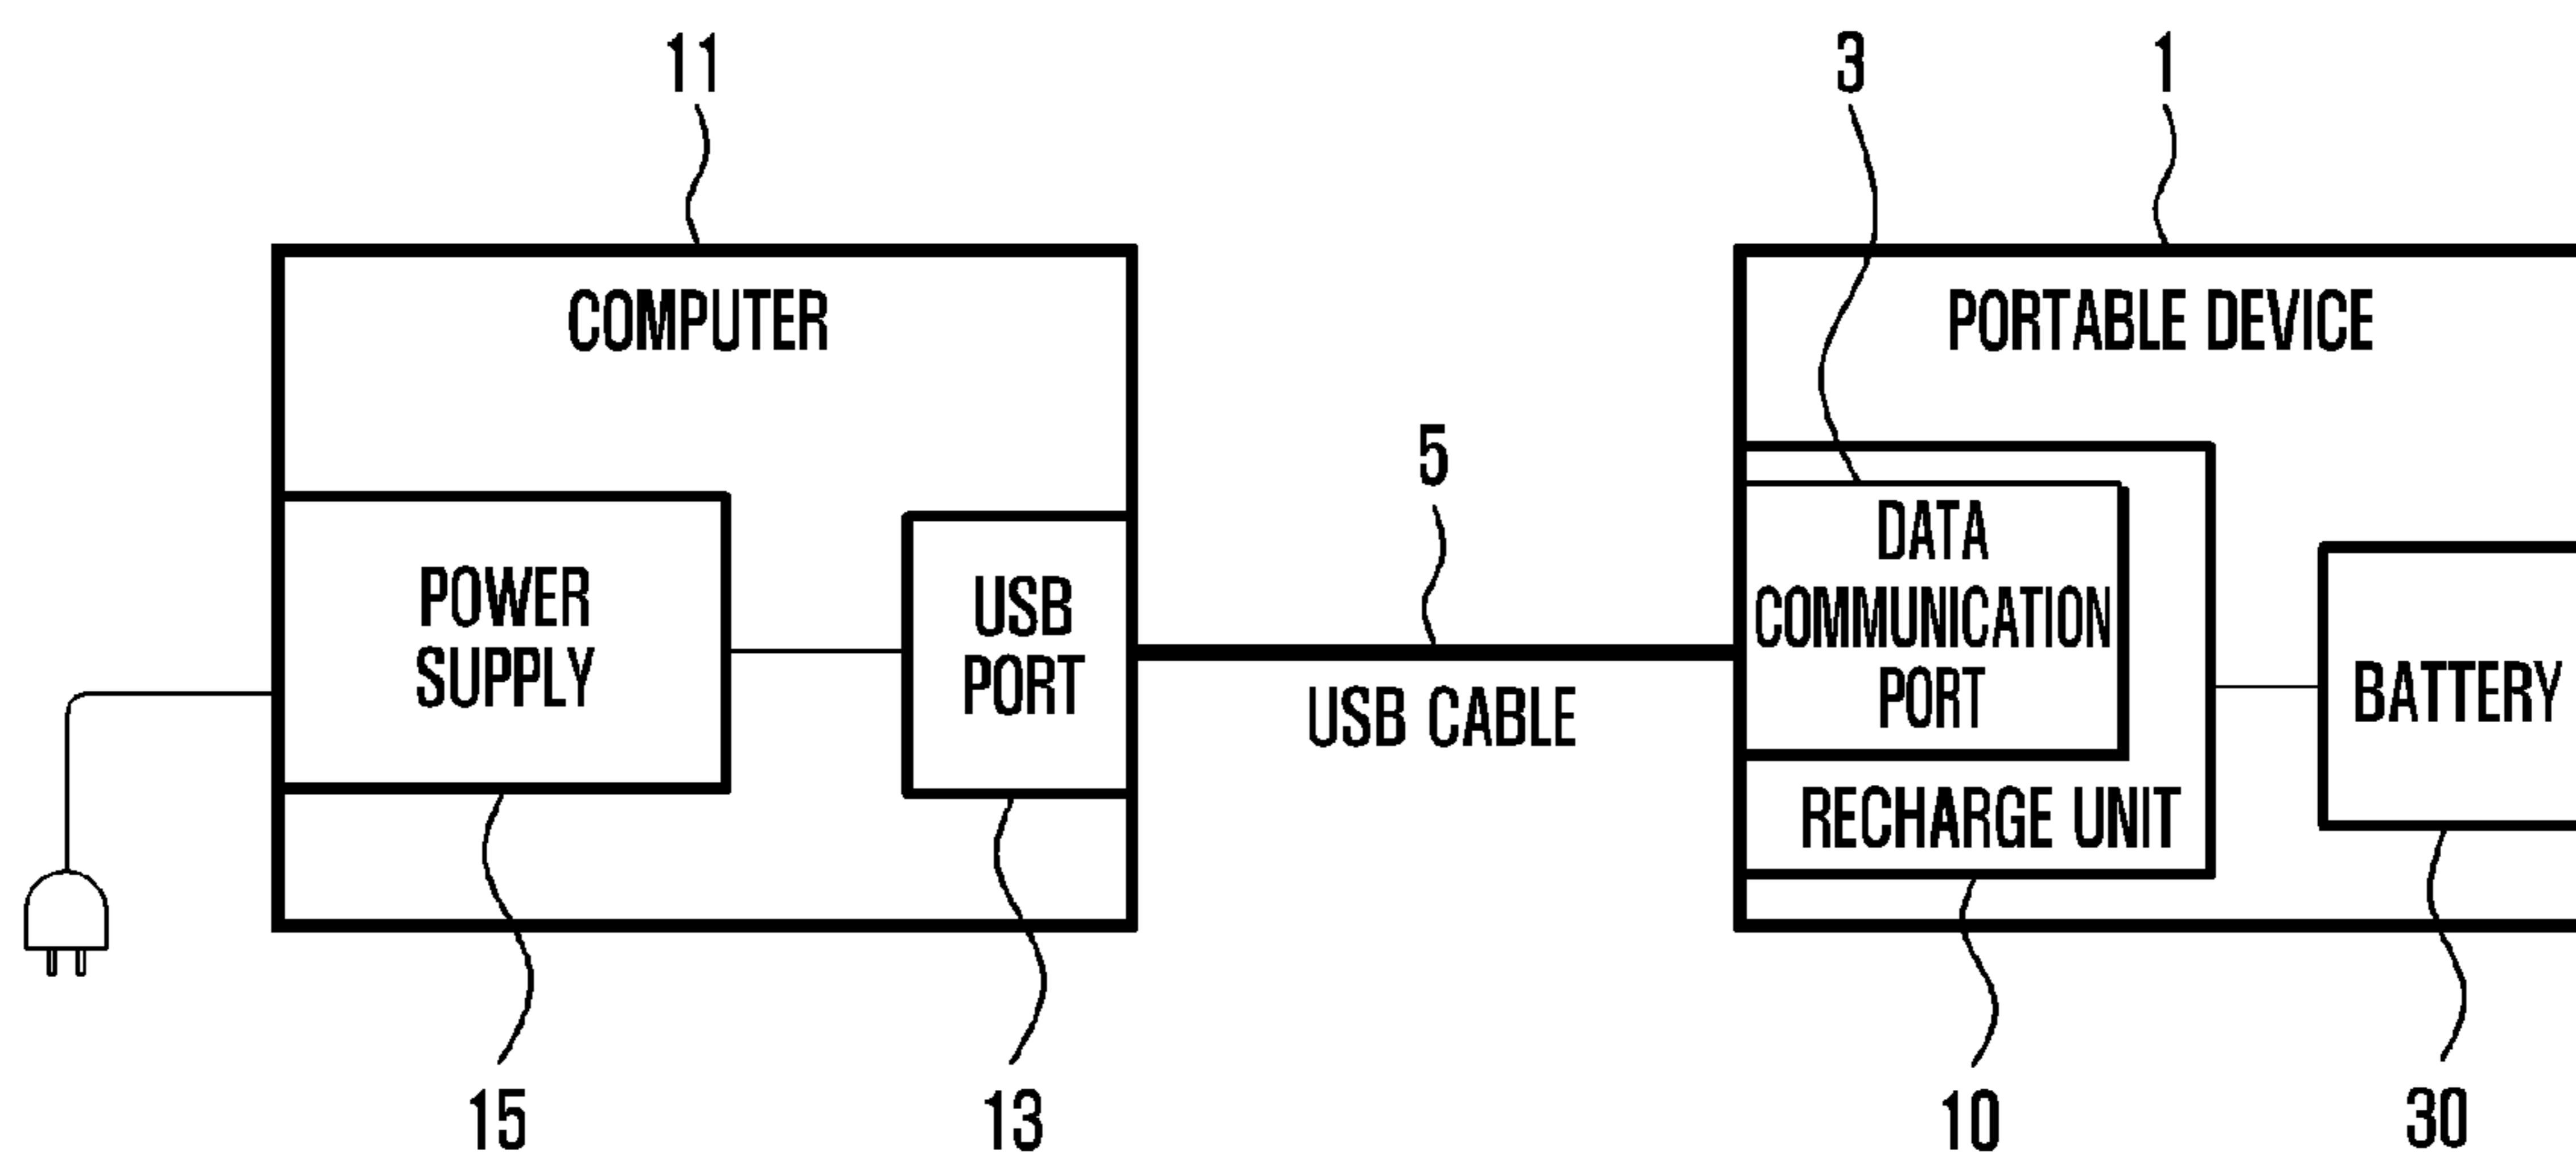 11
3
1
COMPUTER
PORTABLE DEVICE
5
POWER
SUPPLY
USB
PORT
USB CABLE
DATA
COMMUNICATION
PORT
RECHARGE UNIT
BATTERY
15
13
10
30